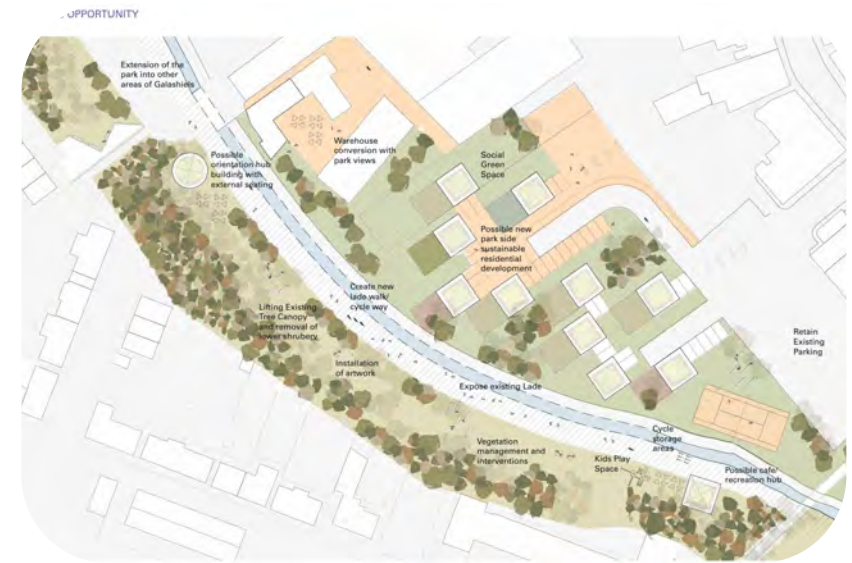 OPPORTUNITY
Extension of the
park into other
areas of Galashiels
Possible
orientation hub
building with
external seating
Warehouse
conversion with
park views
Social
Green
Space
Possible new
park side
sustainable
residential
development
Create new
lade walk/
cycle way
Lifting Existing
Tree Canopy
and removal of
lower shrubery
Installation
of artwork
Retain
Existing
Parking
Expose existing Lade
Vegetation
management and
interventions
Cycle
storage
areas
Kids Play
Space
Possible cafe/
recreation hub